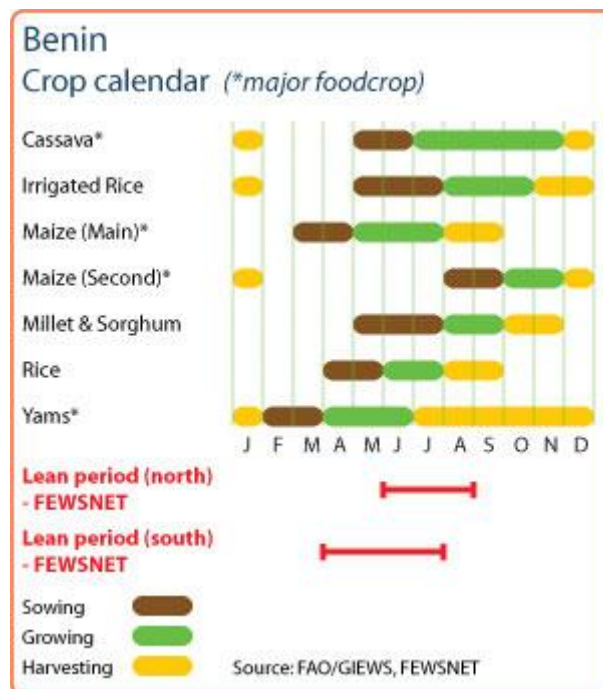 Benin
Crop calendar (*major foodcrop)
Cassava*
Irrigated Rice
Maize (Main)*
Maize (Second)*
Millet & Sorghum
Rice
Yams*
J F M A M J J A S O N D
Lean period (north)
- FEWSNET
Lean period (south)
- FEWSNET
Sowing
Growing
Harvesting Source: FAO/GIEWS, FEWSNET